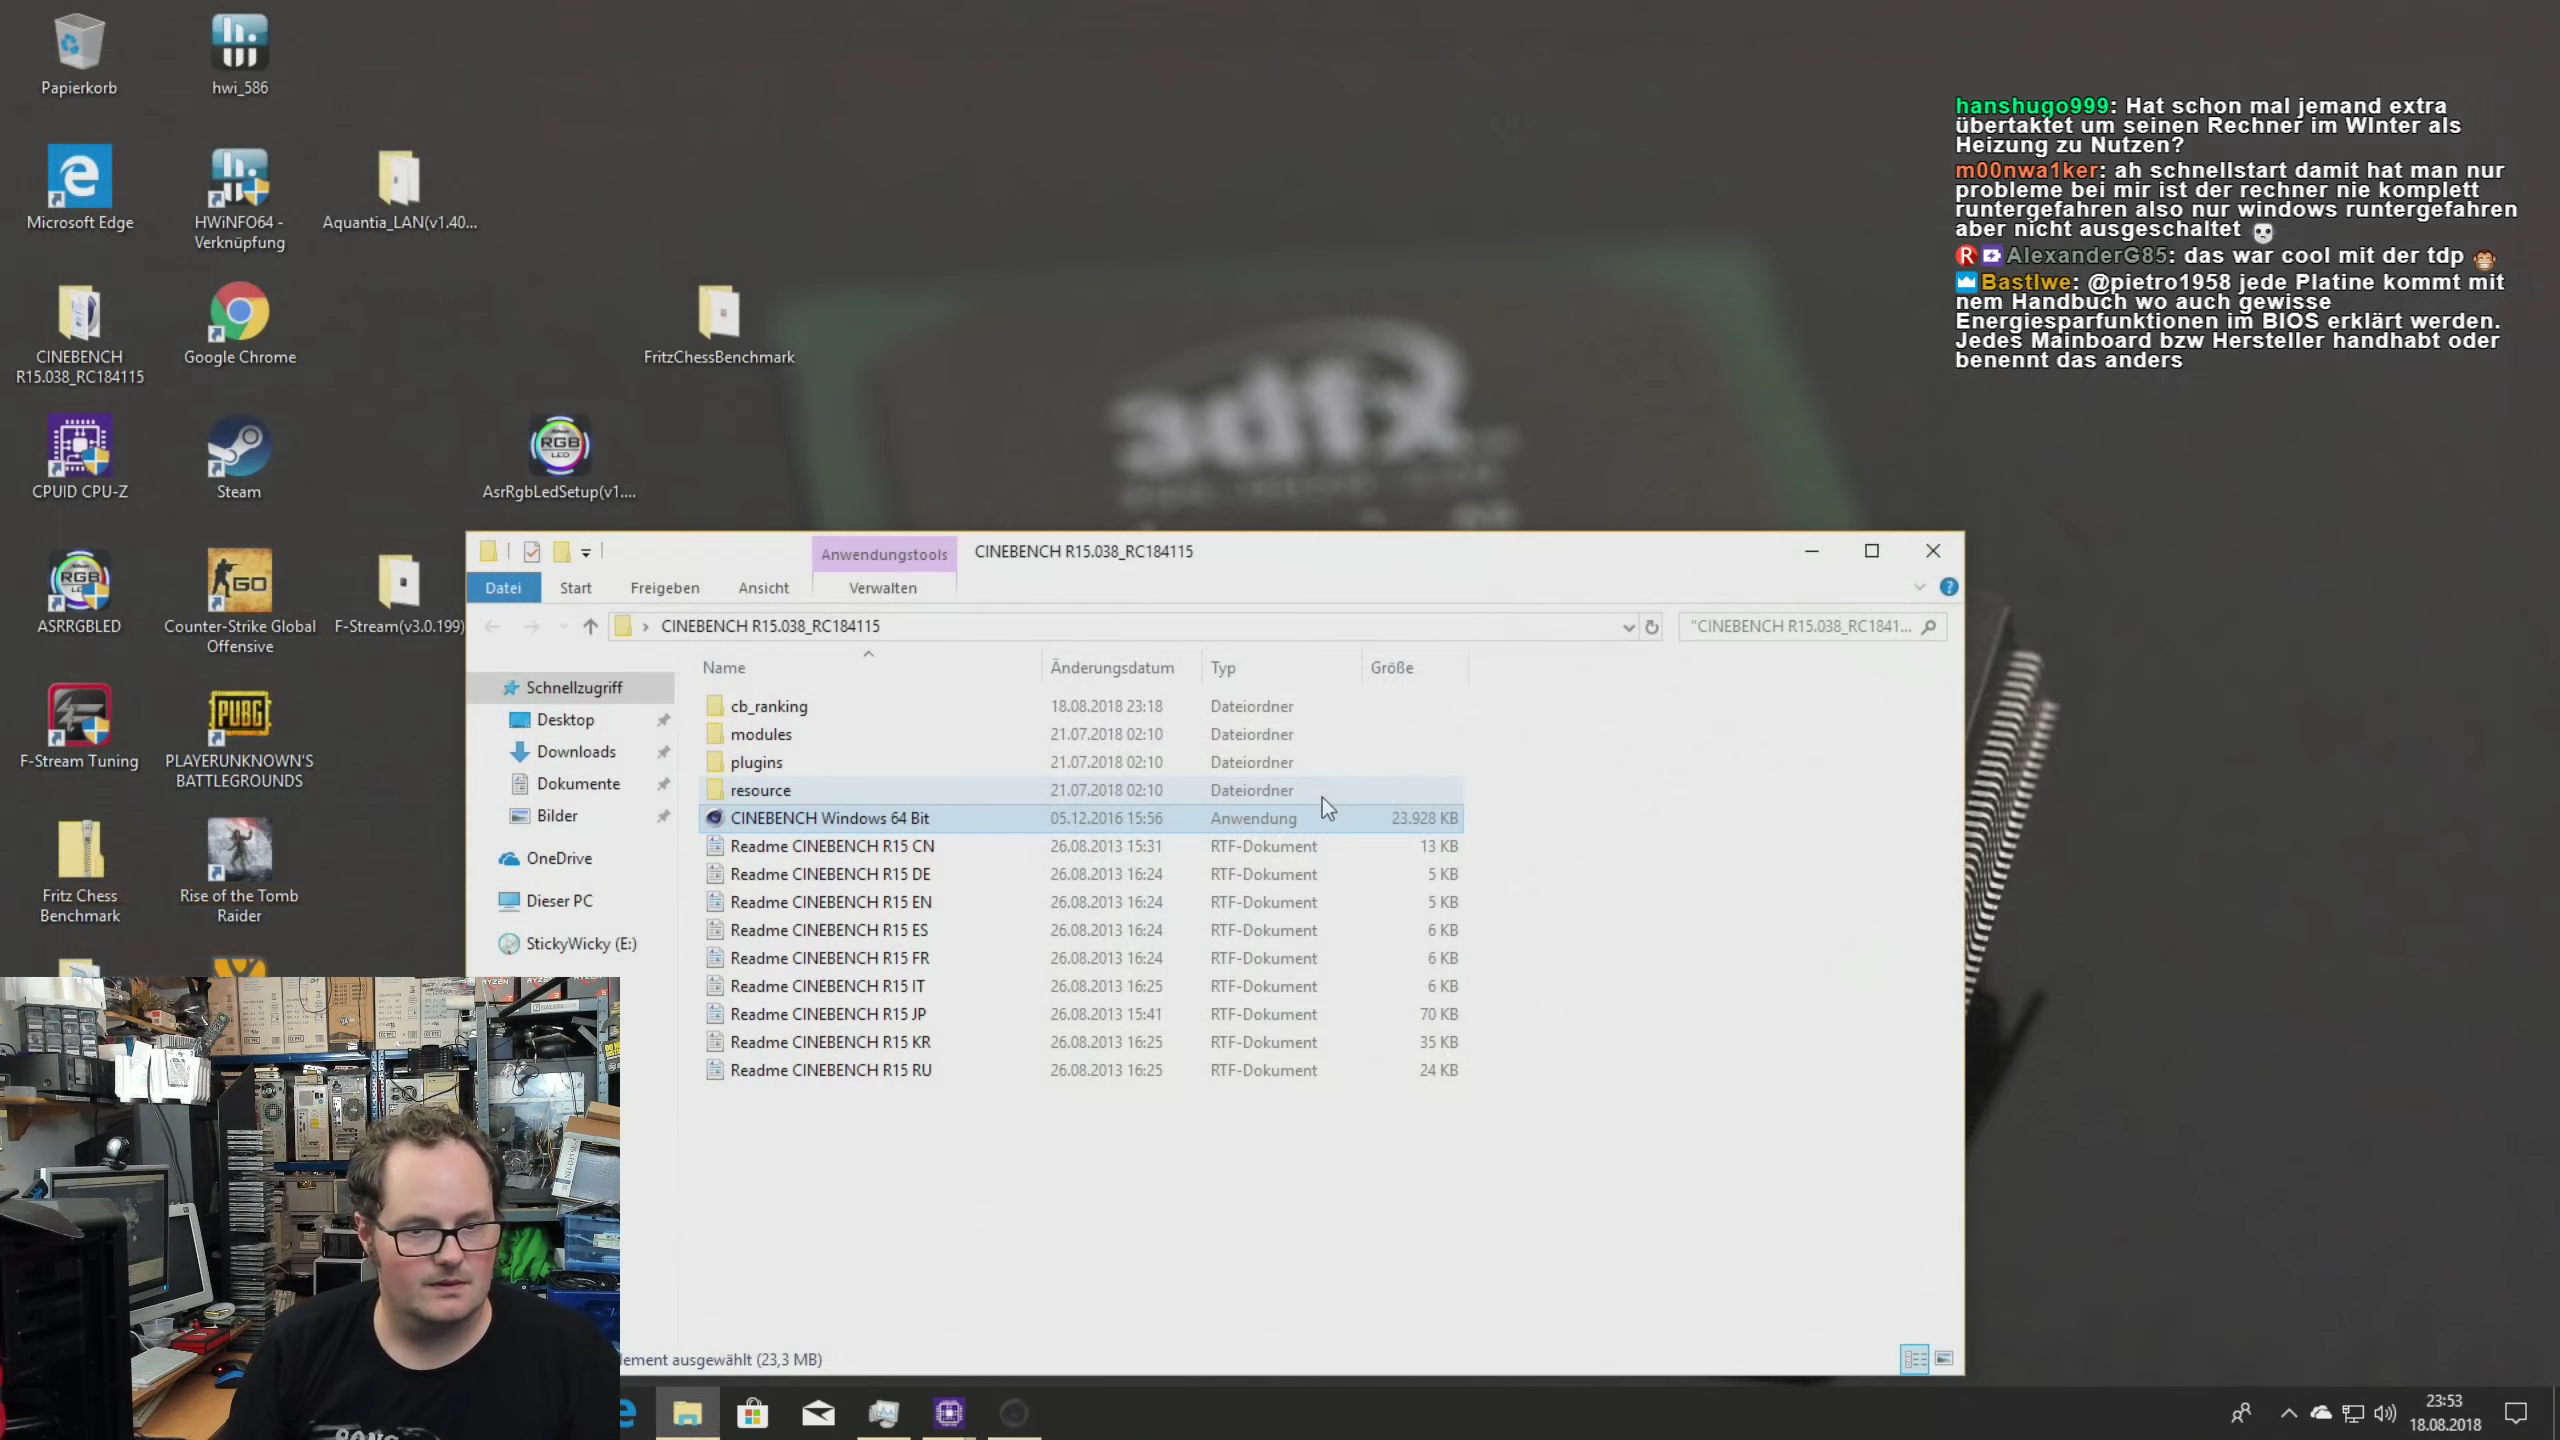 Papierkorb
hwi_586
Microsoft Edge
HWiNFO64 -
Verknüpfung
Aquantia_LAN(v1.40...
CINEBENCH
R15.038_RC184115
Google Chrome
FritzChessBenchmark
CPUID CPU-Z
Steam
AsrRgbLedSetup(v1....
ASRRGBLED
Counter-Strike Global
Offensive
F-Stream(v3.0.199)
F-Stream Tuning
PLAYERUNKNOWN'S
BATTLEGROUNDS
Fritz Chess
Benchmark
Rise of the Tomb
Raider
RGB
LED
GO
PUBG
3dfx
hanshugo999: Hat schon mal jemand extra
übertaktet um seinen Rechner im WInter als
Heizung zu Nutzen?
m00nwa1ker: ah schnellstart damit hat man nur
probleme bei mir ist der rechner nie komplett
runtergefahren also nur windows runtergefahren
aber nicht ausgeschaltet
AlexanderG85: das war cool mit der tdp
Bastlwe: @pietro1958 jede Platine kommt mit
nem Handbuch wo auch gewisse
Energiesparfunktionen im BIOS erklärt werden.
Jedes Mainboard bzw Hersteller handhabt oder
benennt das anders
Anwendungstools
CINEBENCH R15.038_RC184115
Datei
Start
Freigeben
Ansicht
Verwalten
CINEBENCH R15.038_RC184115
"CINEBENCH R15.038_RC1841...
Name Änderungsdatum Typ Größe
Schnellzugriff
Desktop
Downloads
Dokumente
Bilder
OneDrive
Dieser PC
StickyWicky (E:)
cb_ranking 18.08.2018 23:18 Dateiordner
modules 21.07.2018 02:10 Dateiordner
plugins 21.07.2018 02:10 Dateiordner
resource 21.07.2018 02:10 Dateiordner
CINEBENCH Windows 64 Bit 05.12.2016 15:56 Anwendung 23.928 KB
Readme CINEBENCH R15 CN 26.08.2013 15:31 RTF-Dokument 13 KB
Readme CINEBENCH R15 DE 26.08.2013 16:24 RTF-Dokument 5 KB
Readme CINEBENCH R15 EN 26.08.2013 16:24 RTF-Dokument 5 KB
Readme CINEBENCH R15 ES 26.08.2013 16:24 RTF-Dokument 6 KB
Readme CINEBENCH R15 FR 26.08.2013 16:24 RTF-Dokument 6 KB
Readme CINEBENCH R15 IT 26.08.2013 16:25 RTF-Dokument 6 KB
Readme CINEBENCH R15 JP 26.08.2013 15:41 RTF-Dokument 70 KB
Readme CINEBENCH R15 KR 26.08.2013 16:25 RTF-Dokument 35 KB
Readme CINEBENCH R15 RU 26.08.2013 16:25 RTF-Dokument 24 KB
lement ausgewählt (23,3 MB)
23:53
18.08.2018